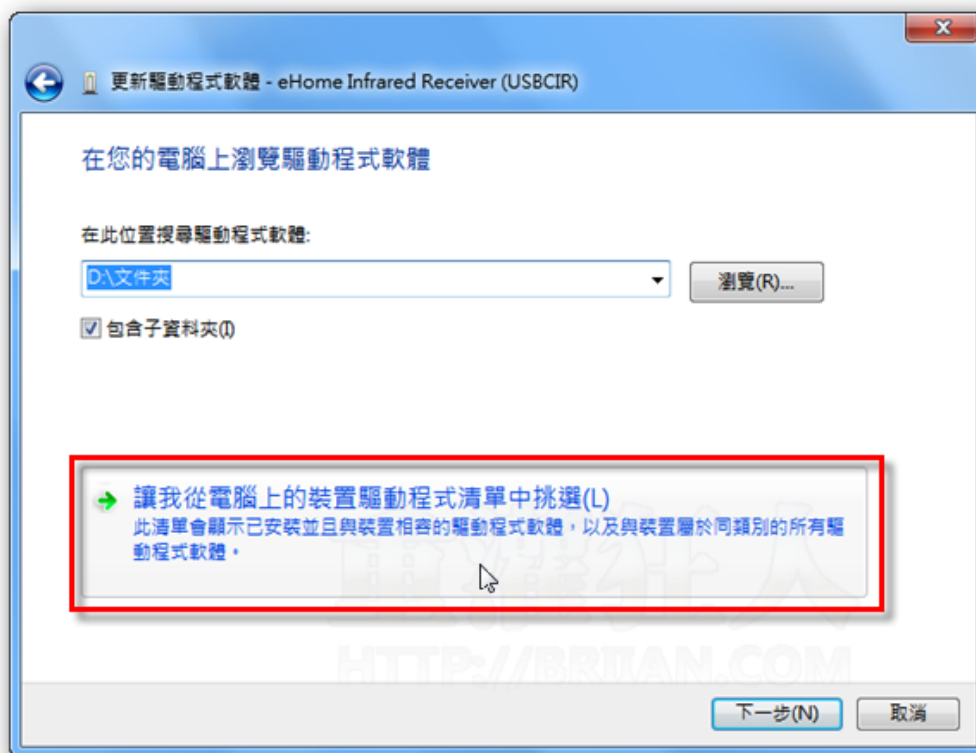 更新驅動程式軟體 - eHome Infrared Receiver (USBCIR)
在您的電腦上瀏覽驅動程式軟體
在此位置搜尋驅動程式軟體:
D:\文件夾
瀏覽(R)...
包含子資料夾(I)
讓我從電腦上的裝置驅動程式清單中挑選(L)
此清單會顯示已安裝並且與裝置相容的驅動程式軟體，以及與裝置屬於同類別的所有驅
動程式軟體。
HTTP://BRIIAN.COM
下一步(N)
取消